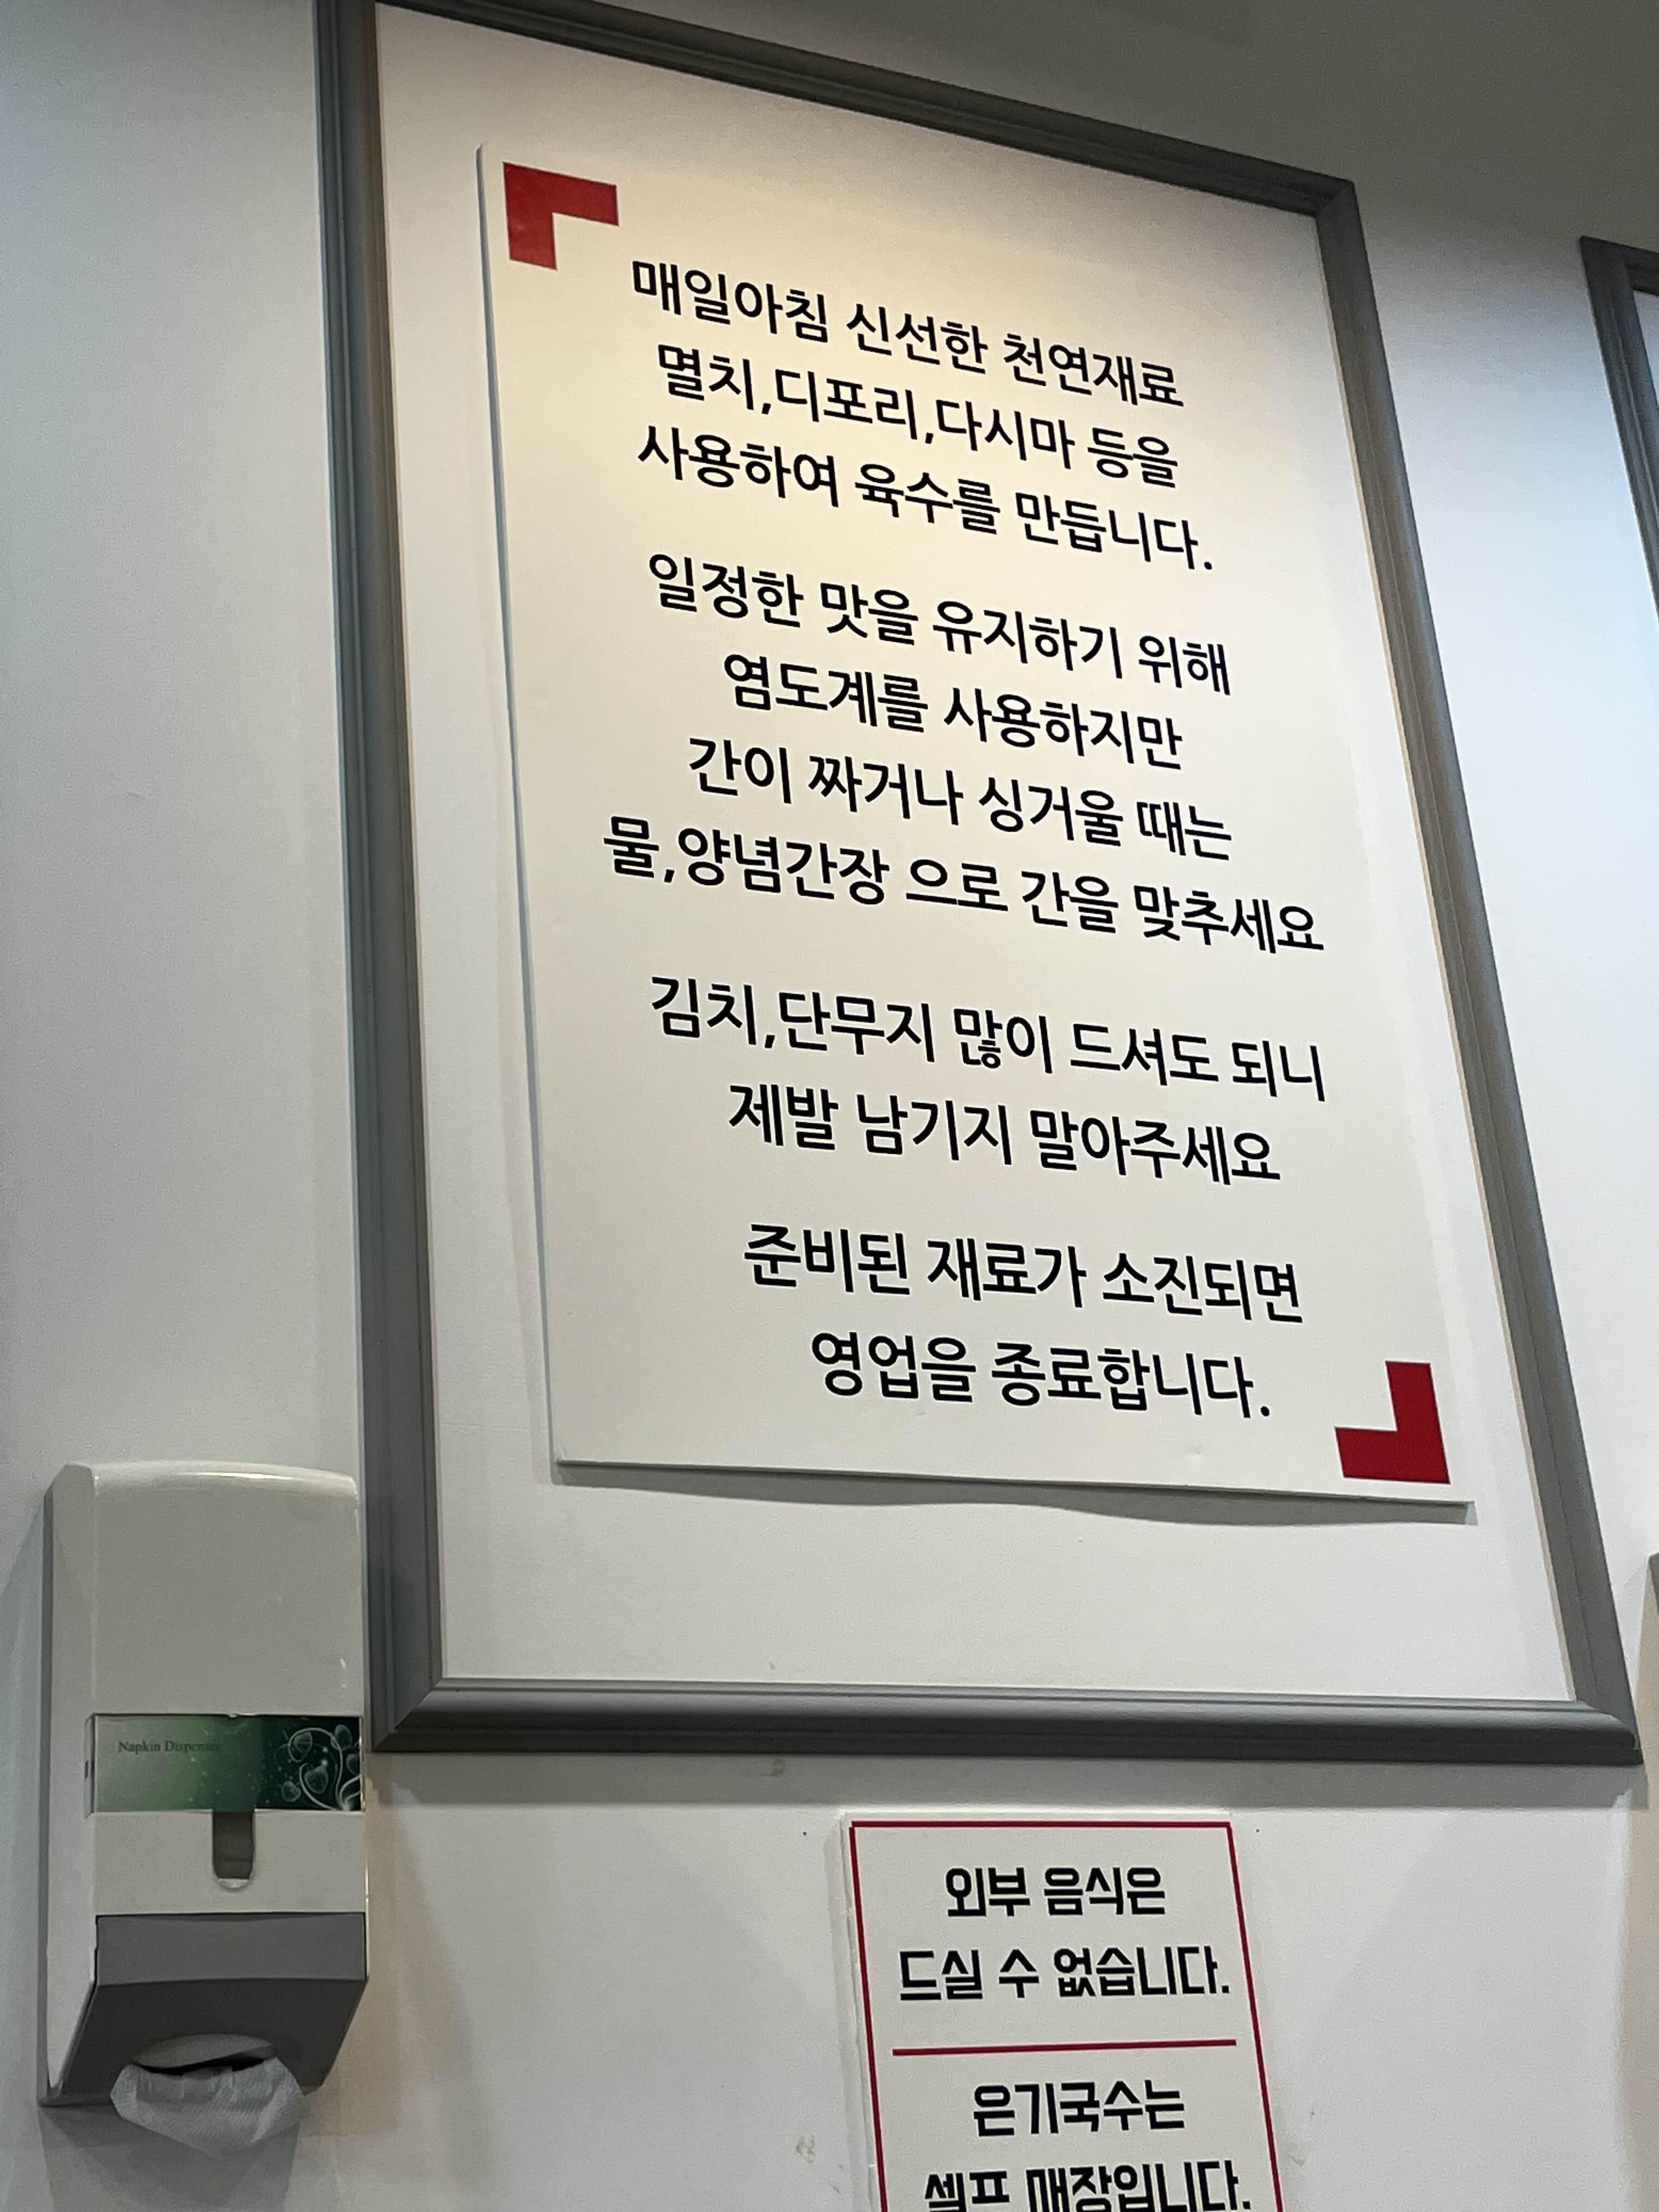 매일아침 신선한 천연재료
멸치,디포리,다시마 등을
사용하여 육수를 만듭니다.
일정한 맛을 유지하기 위해
염도계를 사용하지만
간이 짜거나 싱거울 때는
물,양념간장 으로 간을 맞추세요
김치,단무지 많이 드셔도 되니
제발 남기지 말아주세요
준비된 재료가 소진되면
영업을 종료합니다.
Napkin Dispenser
외부 음식은
드실 수 없습니다.
은기국수는
셀프 매장입니다.